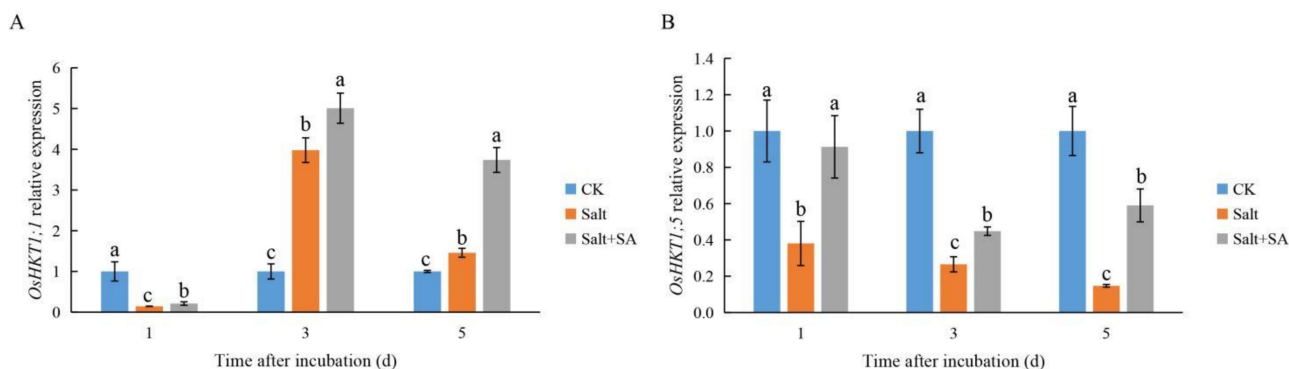 A
OsHKT1;1 relative expression
6
5
4
3
2
1
0
a
c
b
c
b
a
c
b
a
1
3
5
Time after incubation (d)
CK
Salt
Salt+SA
B
OsHKT1;5 relative expression
1.4
1.2
1.0
0.8
0.6
0.4
0.2
0.0
a
b
a
a
c
b
a
c
b
1
3
5
Time after incubation (d)
CK
Salt
Salt+SA